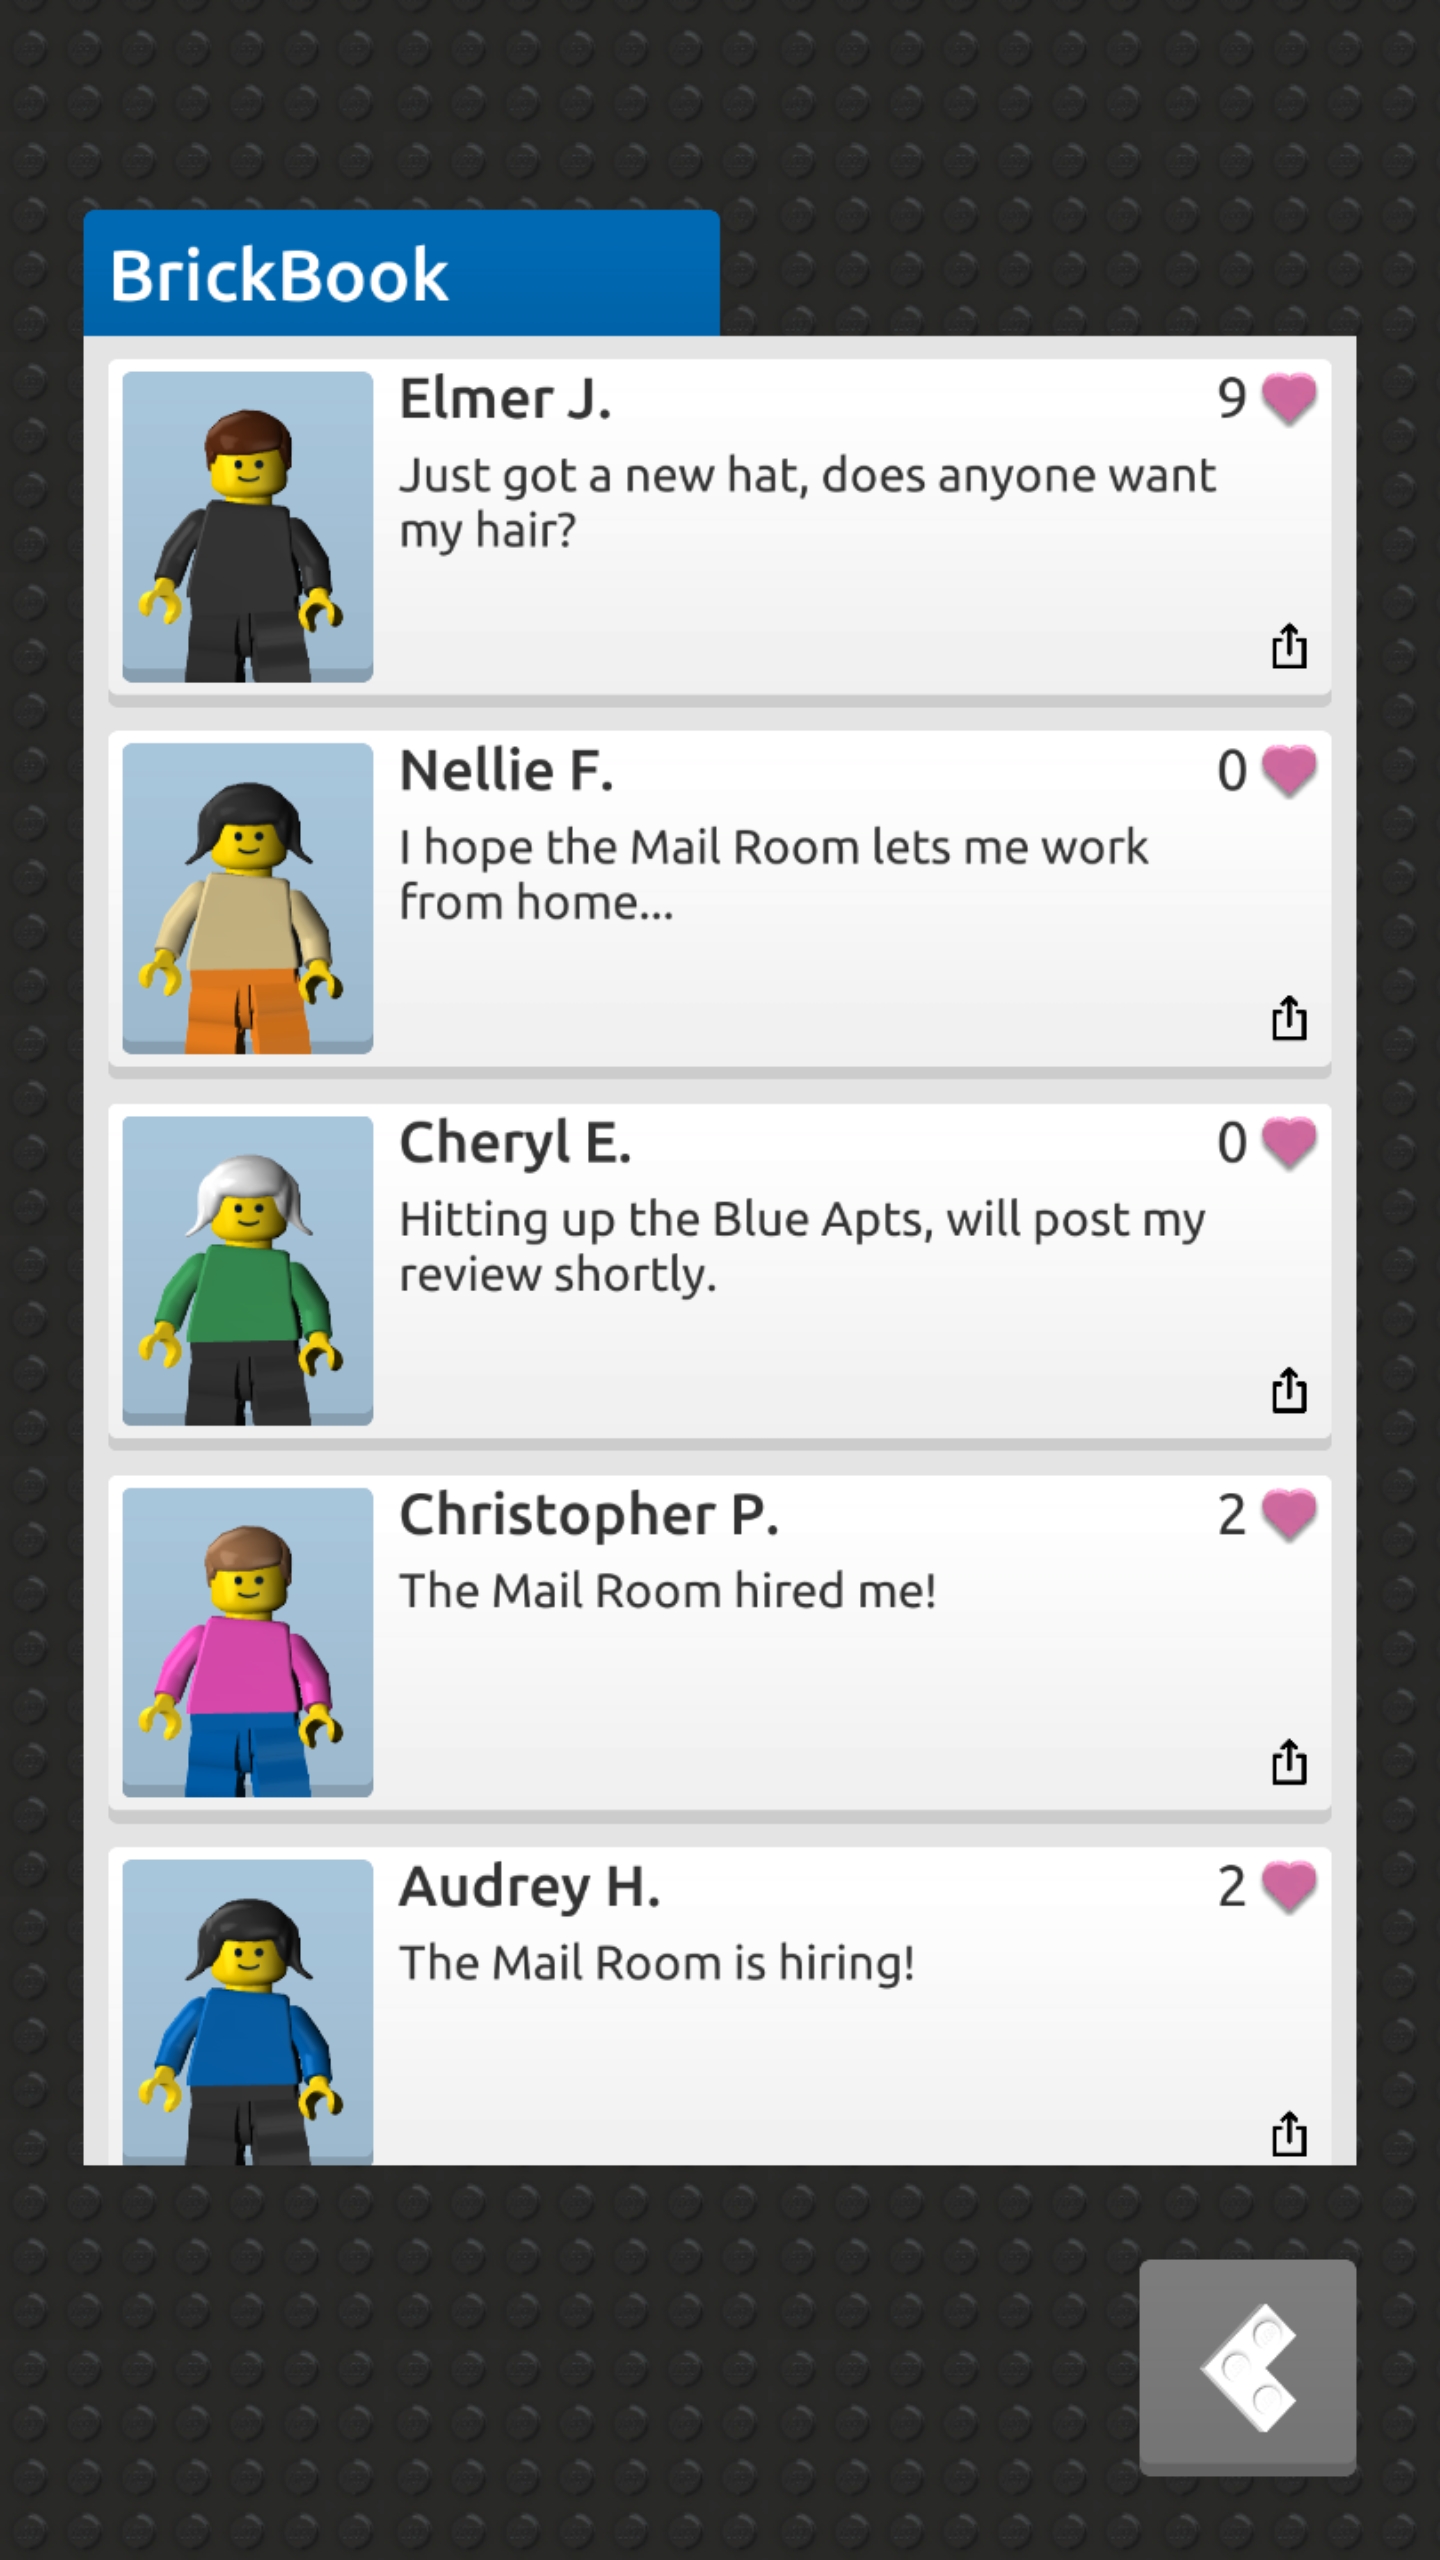 BrickBook
Elmer J.
9
Just got a new hat, does anyone want
my hair?
Nellie F.
0
I hope the Mail Room lets me work
from home...
Cheryl E.
0
Hitting up the Blue Apts, will post my
review shortly.
Christopher P.
2
The Mail Room hired me!
Audrey H.
2
The Mail Room is hiring!